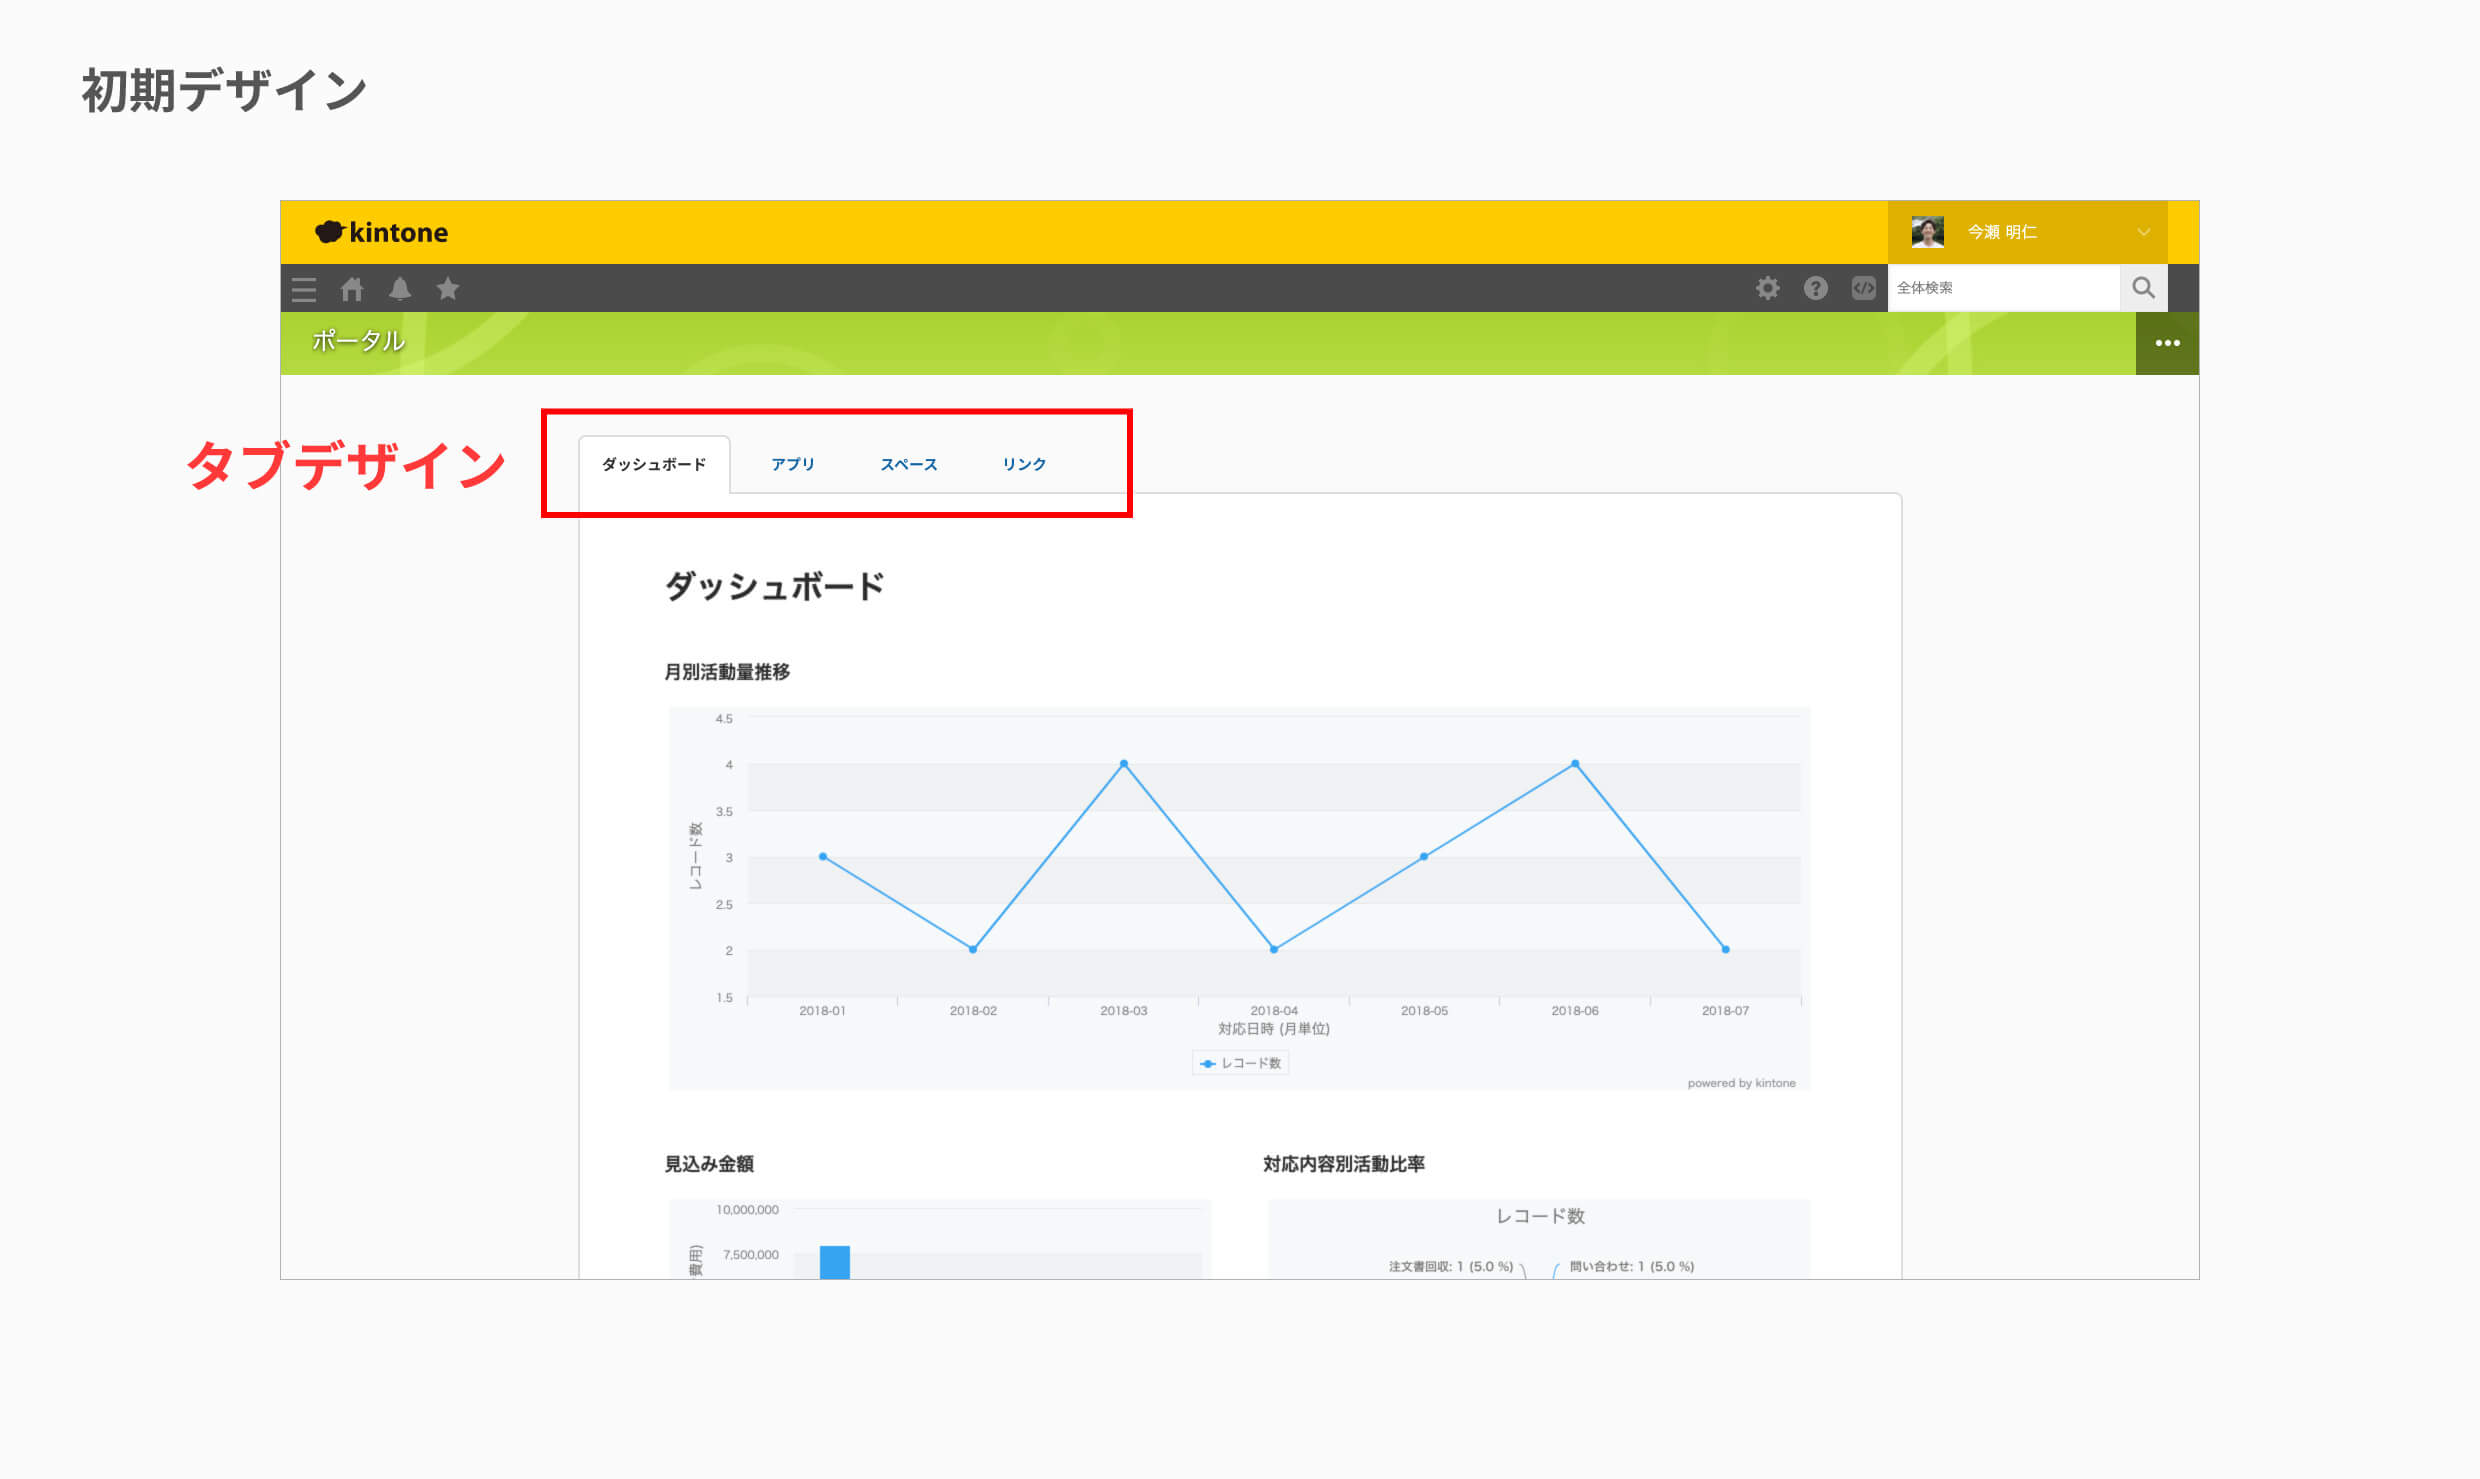 初期デザイン
kintone
今瀬 明仁
全体検索
ポータル
タブデザイン
ダッシュボード
アプリ
スペース
リンク
ダッシュボード
月別活動量推移
4.5
4
3.5
3
2.5
2
1.5
レコード数
2018-01
2018-02
2018-03
2018-04
2018-05
2018-06
2018-07
対応日時 (月単位)
レコード数
powered by kintone
見込み金額
10,000,000
7,500,000
費用)
対応内容別活動比率
レコード数
注文書回収: 1 (5.0 %)
問い合わせ: 1 (5.0 %)